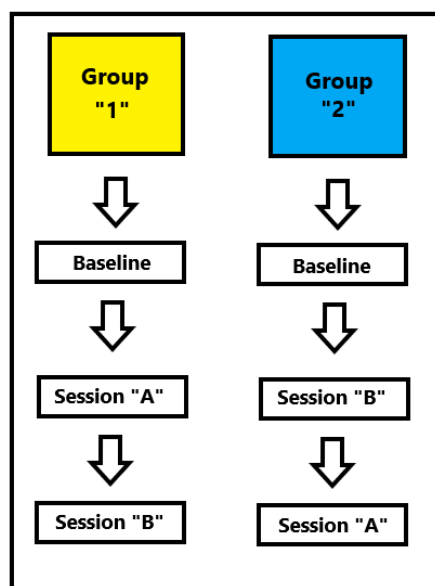 Group
"1"
Baseline
Session "A"
Session "B"
Group
"2"
Baseline
Session "B"
Session "A"